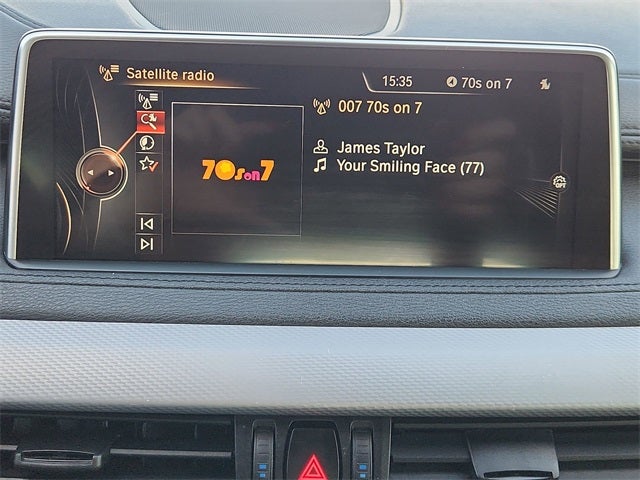 Satellite radio
15:35
70s on 7
007 70s on 7
70s on 7
James Taylor
Your Smiling Face (77)
OPT